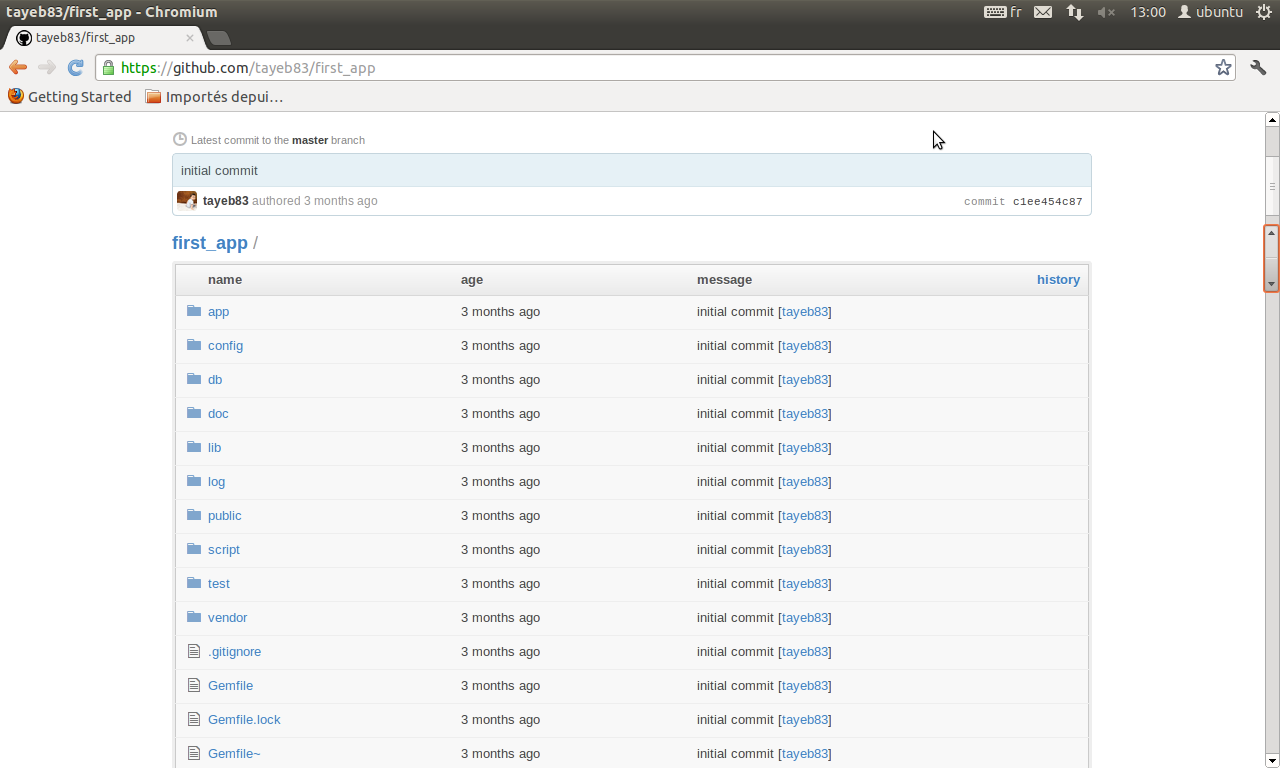 tayeb83/first_app - Chromium fr 13:00 ubuntu
tayeb83/first_app
https://github.com/tayeb83/first_app
Getting Started Importés depui...
Latest commit to the master branch
initial commit
tayeb83 authored 3 months ago commit c1ee454c87
first_app /
name age message history
app 3 months ago initial commit [tayeb83]
config 3 months ago initial commit [tayeb83]
db 3 months ago initial commit [tayeb83]
doc 3 months ago initial commit [tayeb83]
lib 3 months ago initial commit [tayeb83]
log 3 months ago initial commit [tayeb83]
public 3 months ago initial commit [tayeb83]
script 3 months ago initial commit [tayeb83]
test 3 months ago initial commit [tayeb83]
vendor 3 months ago initial commit [tayeb83]
.gitignore 3 months ago initial commit [tayeb83]
Gemfile 3 months ago initial commit [tayeb83]
Gemfile.lock 3 months ago initial commit [tayeb83]
Gemfile~ 3 months ago initial commit [tayeb83]